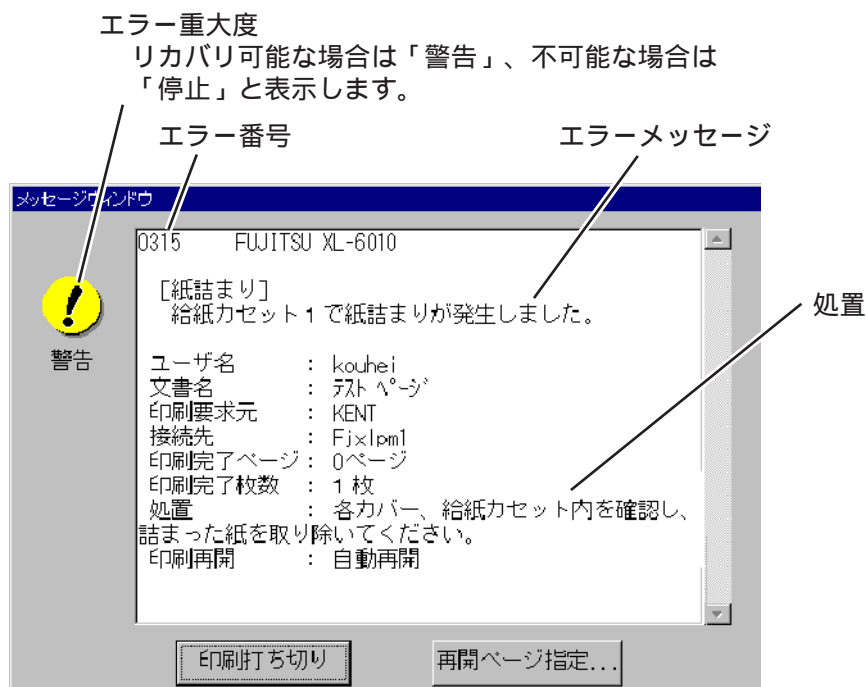 エラー重大度
リカバリ可能な場合は「警告」、不可能な場合は
「停止」と表示します。
エラー番号
エラーメッセージ
メッセージウィンドウ
0315 FUJITSU XL-6010
[紙詰まり]
給紙カセット1で紙詰まりが発生しました。
処置
警告
ユーザ名 : kouhei
文書名 : ﾃｽﾄ ﾍﾟｰｼﾞ
印刷要求元 : KENT
接続先 : Fjxlpm1
印刷完了ページ : 0ページ
印刷完了枚数 : 1枚
処置 : 各カバー、給紙カセット内を確認し、
詰まった紙を取り除いてください。
印刷再開 : 自動再開
印刷打ち切り
再開ページ指定...